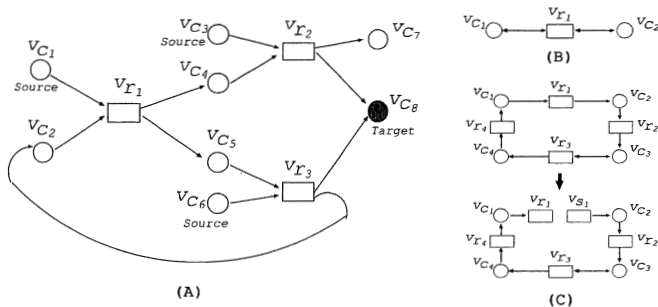 V_{C_1}
Source
V_{C_2}
V_{r_1}
V_{C_3}
Source
V_{C_4}
V_{r_2}
V_{C_7}
V_{C_8}
Target
V_{C_5}
V_{C_6}
Source
V_{r_3}
(A)
V_{C_1} V_{r_1} V_{C_2}
(B)
V_{C_1} V_{r_1} V_{C_2}
V_{r_4} V_{r_2}
V_{C_4} V_{r_3} V_{C_3}
V_{C_1} V_{r_1} V_{S_1} V_{C_2}
V_{r_4} V_{r_2}
V_{C_4} V_{r_3} V_{C_3}
(C)